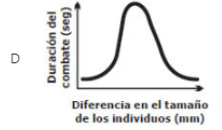 D
Duración del
combate (seg)
Diferencia en el tamaño
de los individuos (mm)